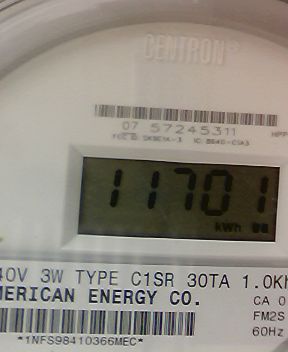 CENTRON®
07 57245311
11701
kWh
40V 3W TYPE C1SR 30TA 1.0Kh
MERICAN ENERGY CO.
CA 0
FM2S
60Hz
*1NFS98410366MEC*